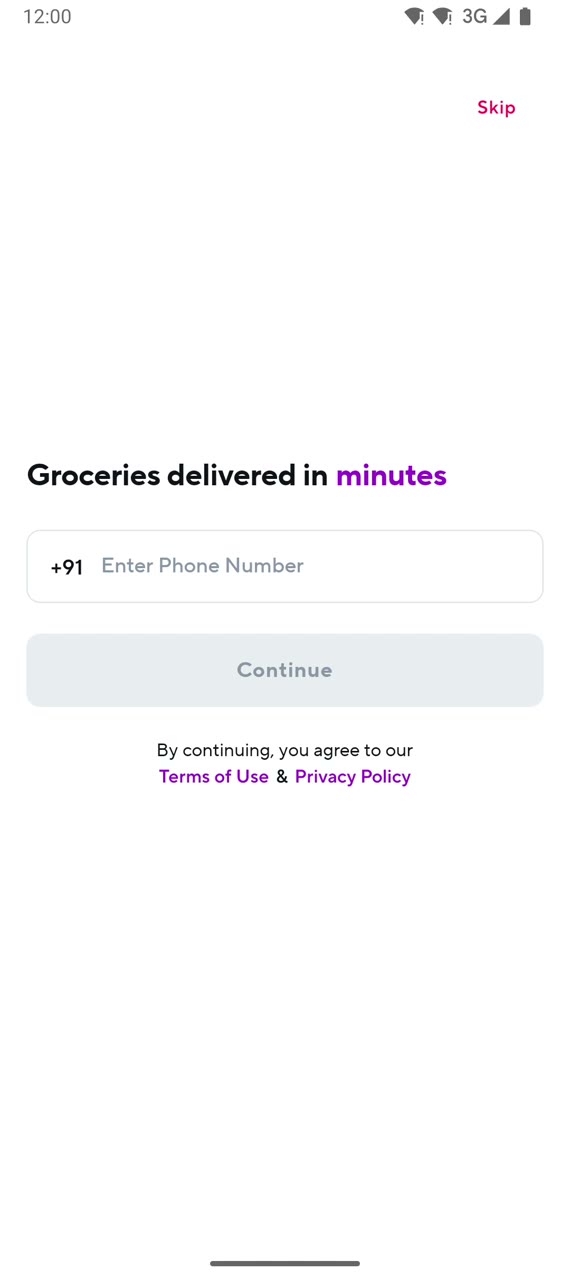 12:00
3G
Skip
Groceries delivered in minutes
+91 Enter Phone Number
Continue
By continuing, you agree to our
Terms of Use & Privacy Policy